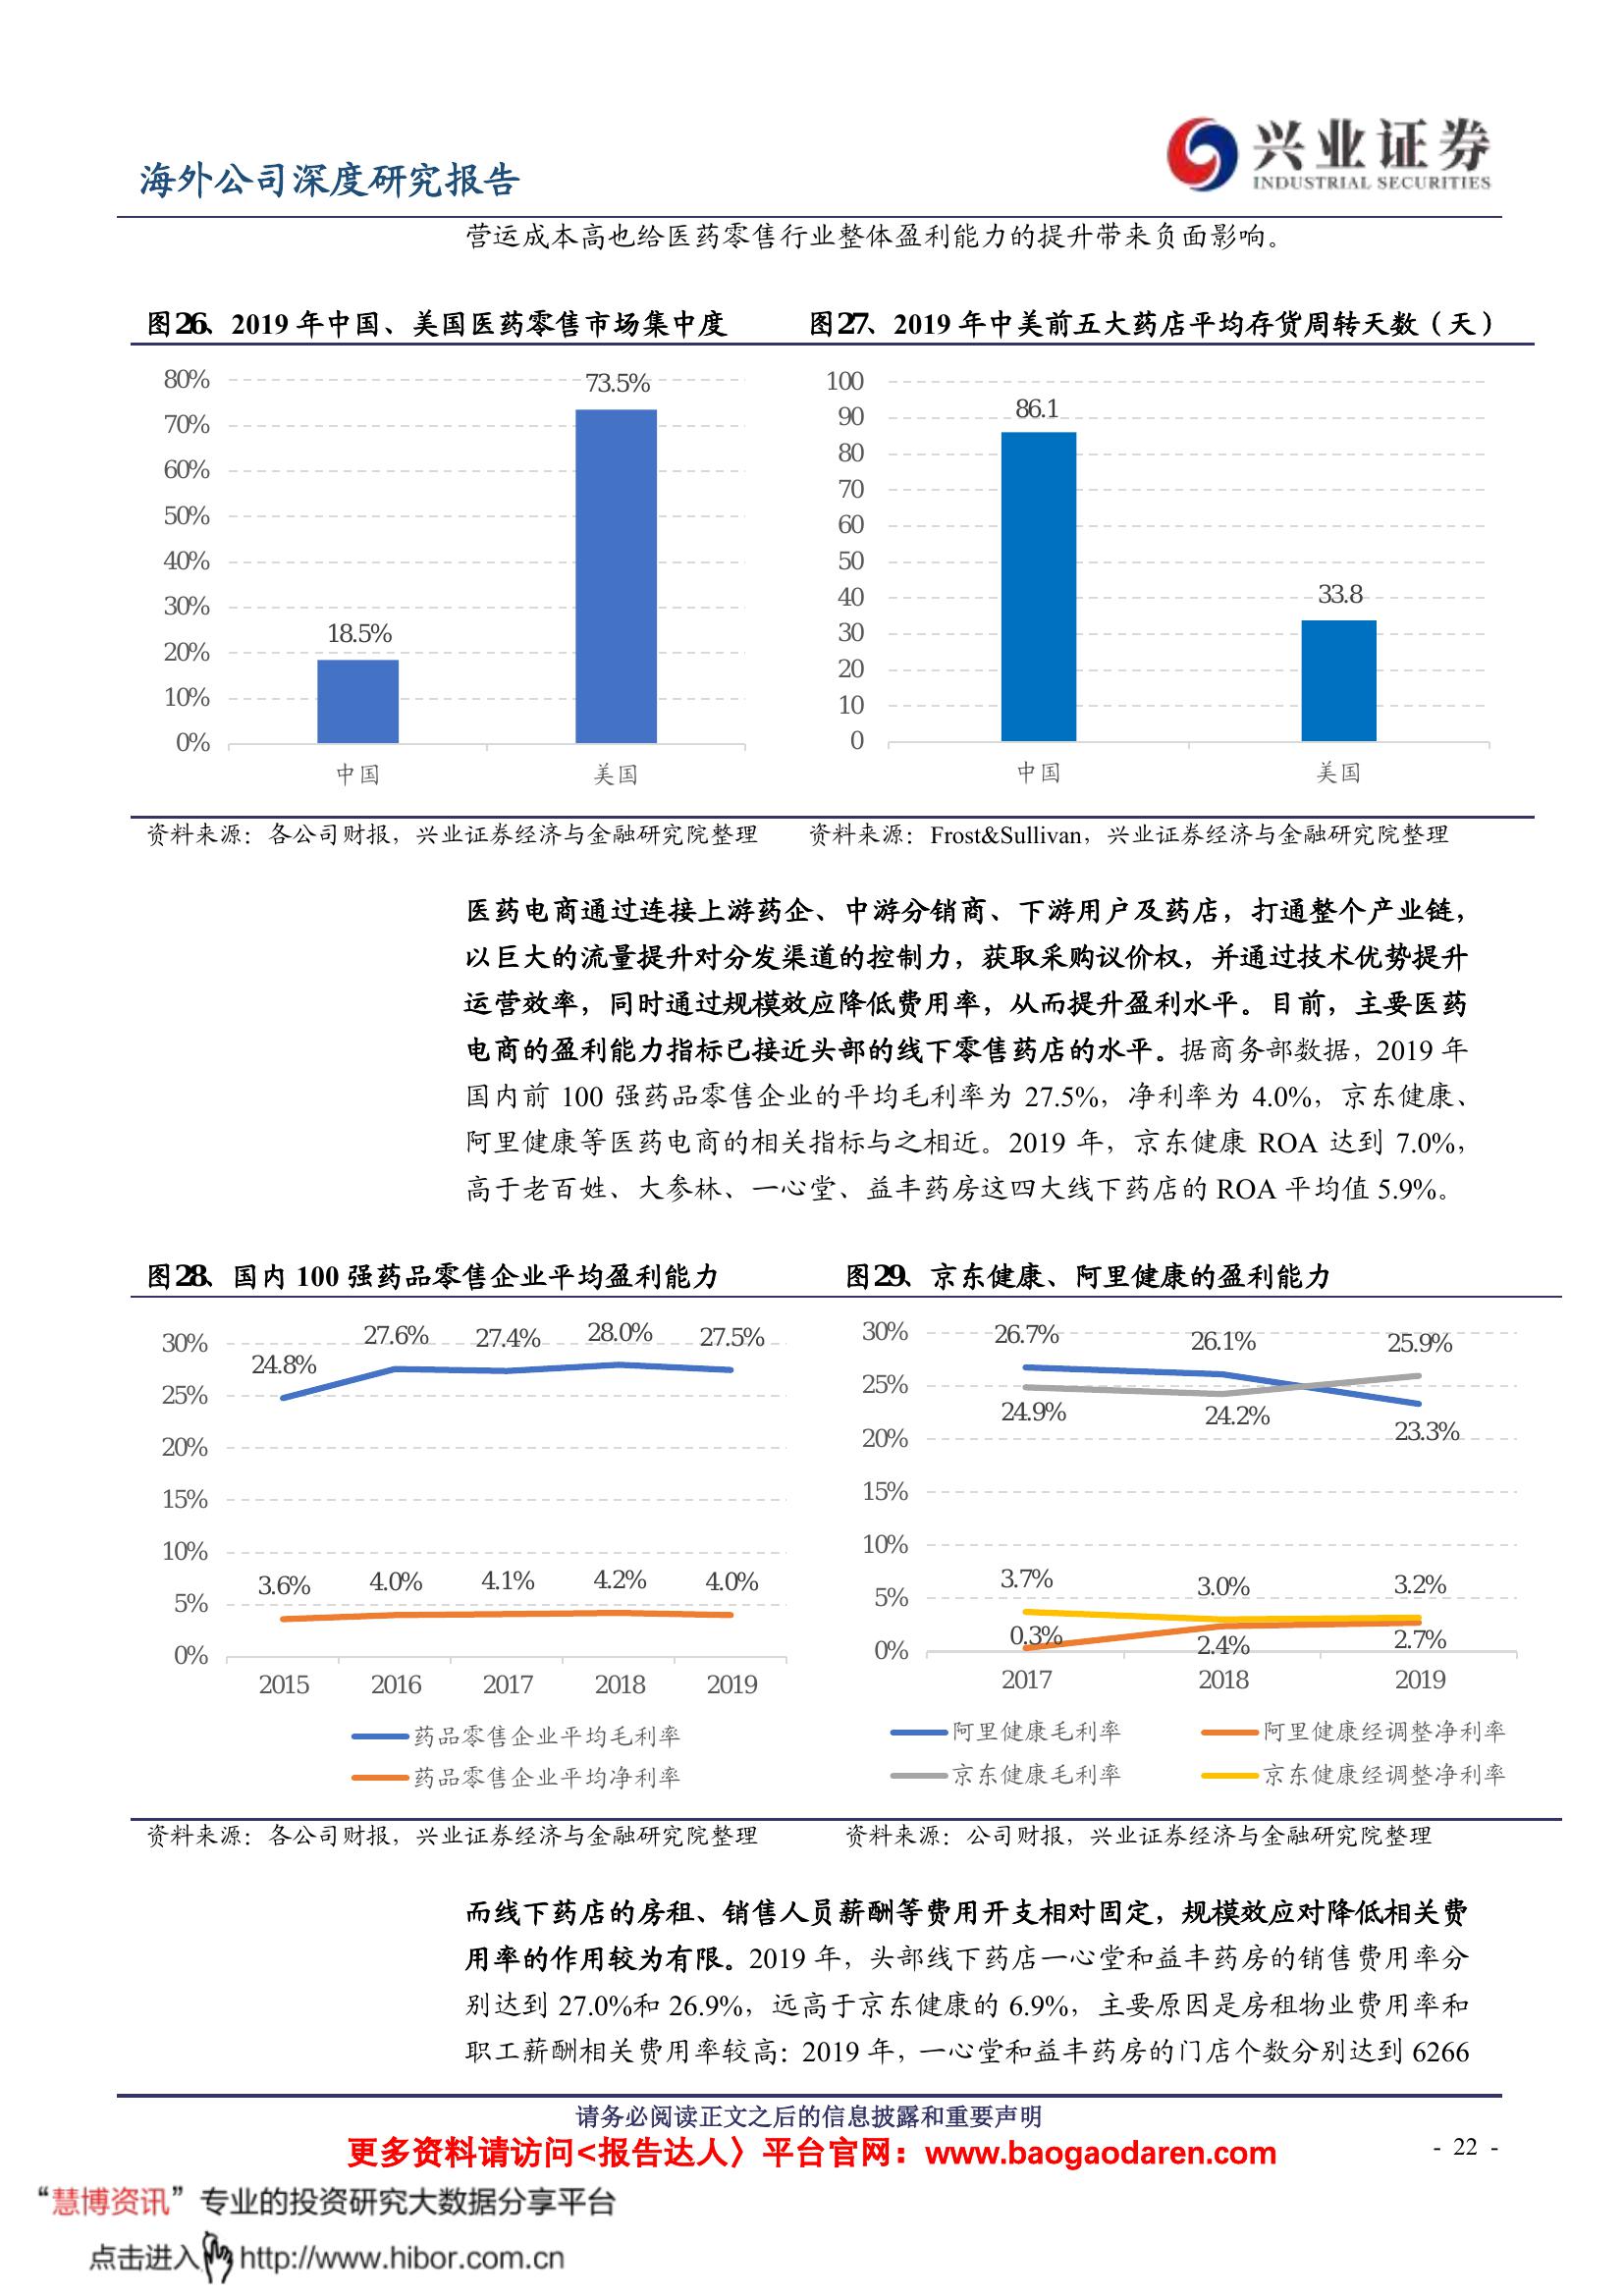 海外公司深度研究报告
兴业证券
INDUSTRIAL SECURITIES
营运成本高也给医药零售行业整体盈利能力的提升带来负面影响。
图26、2019 年中国、美国医药零售市场集中度
80%
70%
60%
50%
40%
30%
20%
10%
0%
18.5%
73.5%
中国
美国
资料来源：各公司财报，兴业证券经济与金融研究院整理
图27、2019 年中美前五大药店平均存货周转天数（天）
100
90
80
70
60
50
40
30
20
10
0
86.1
33.8
中国
美国
资料来源：Frost&Sullivan，兴业证券经济与金融研究院整理
医药电商通过连接上游药企、中游分销商、下游用户及药店，打通整个产业链，
以巨大的流量提升对分发渠道的控制力，获取采购议价权，并通过技术优势提升
运营效率，同时通过规模效应降低费用率，从而提升盈利水平。目前，主要医药
电商的盈利能力指标已接近头部的线下零售药店的水平。据商务部数据，2019 年
国内前 100 强药品零售企业的平均毛利率为 27.5%，净利率为 4.0%，京东健康、
阿里健康等医药电商的相关指标与之相近。2019 年，京东健康 ROA 达到 7.0%，
高于老百姓、大参林、一心堂、益丰药房这四大线下药店的 ROA 平均值 5.9%。
图28、国内 100 强药品零售企业平均盈利能力
30%
25%
20%
15%
10%
5%
0%
24.8%
27.6%
27.4%
28.0%
27.5%
3.6%
4.0%
4.1%
4.2%
4.0%
2015
2016
2017
2018
2019
药品零售企业平均毛利率
药品零售企业平均净利率
资料来源：各公司财报，兴业证券经济与金融研究院整理
图29、京东健康、阿里健康的盈利能力
30%
25%
20%
15%
10%
5%
0%
26.7%
26.1%
25.9%
24.9%
24.2%
23.3%
3.7%
3.0%
3.2%
0.3%
2.4%
2.7%
2017
2018
2019
阿里健康毛利率
阿里健康经调整净利率
京东健康毛利率
京东健康经调整净利率
资料来源：公司财报，兴业证券经济与金融研究院整理
而线下药店的房租、销售人员薪酬等费用开支相对固定，规模效应对降低相关费
用率的作用较为有限。2019 年，头部线下药店一心堂和益丰药房的销售费用率分
别达到 27.0%和 26.9%，远高于京东健康的 6.9%，主要原因是房租物业费用率和
职工薪酬相关费用率较高：2019 年，一心堂和益丰药房的门店个数分别达到 6266
请务必阅读正文之后的信息披露和重要声明
更多资料请访问<报告达人〉平台官网：www.baogaodaren.com
- 22 -
“慧博资讯”专业的投资研究大数据分享平台
点击进入http://www.hibor.com.cn